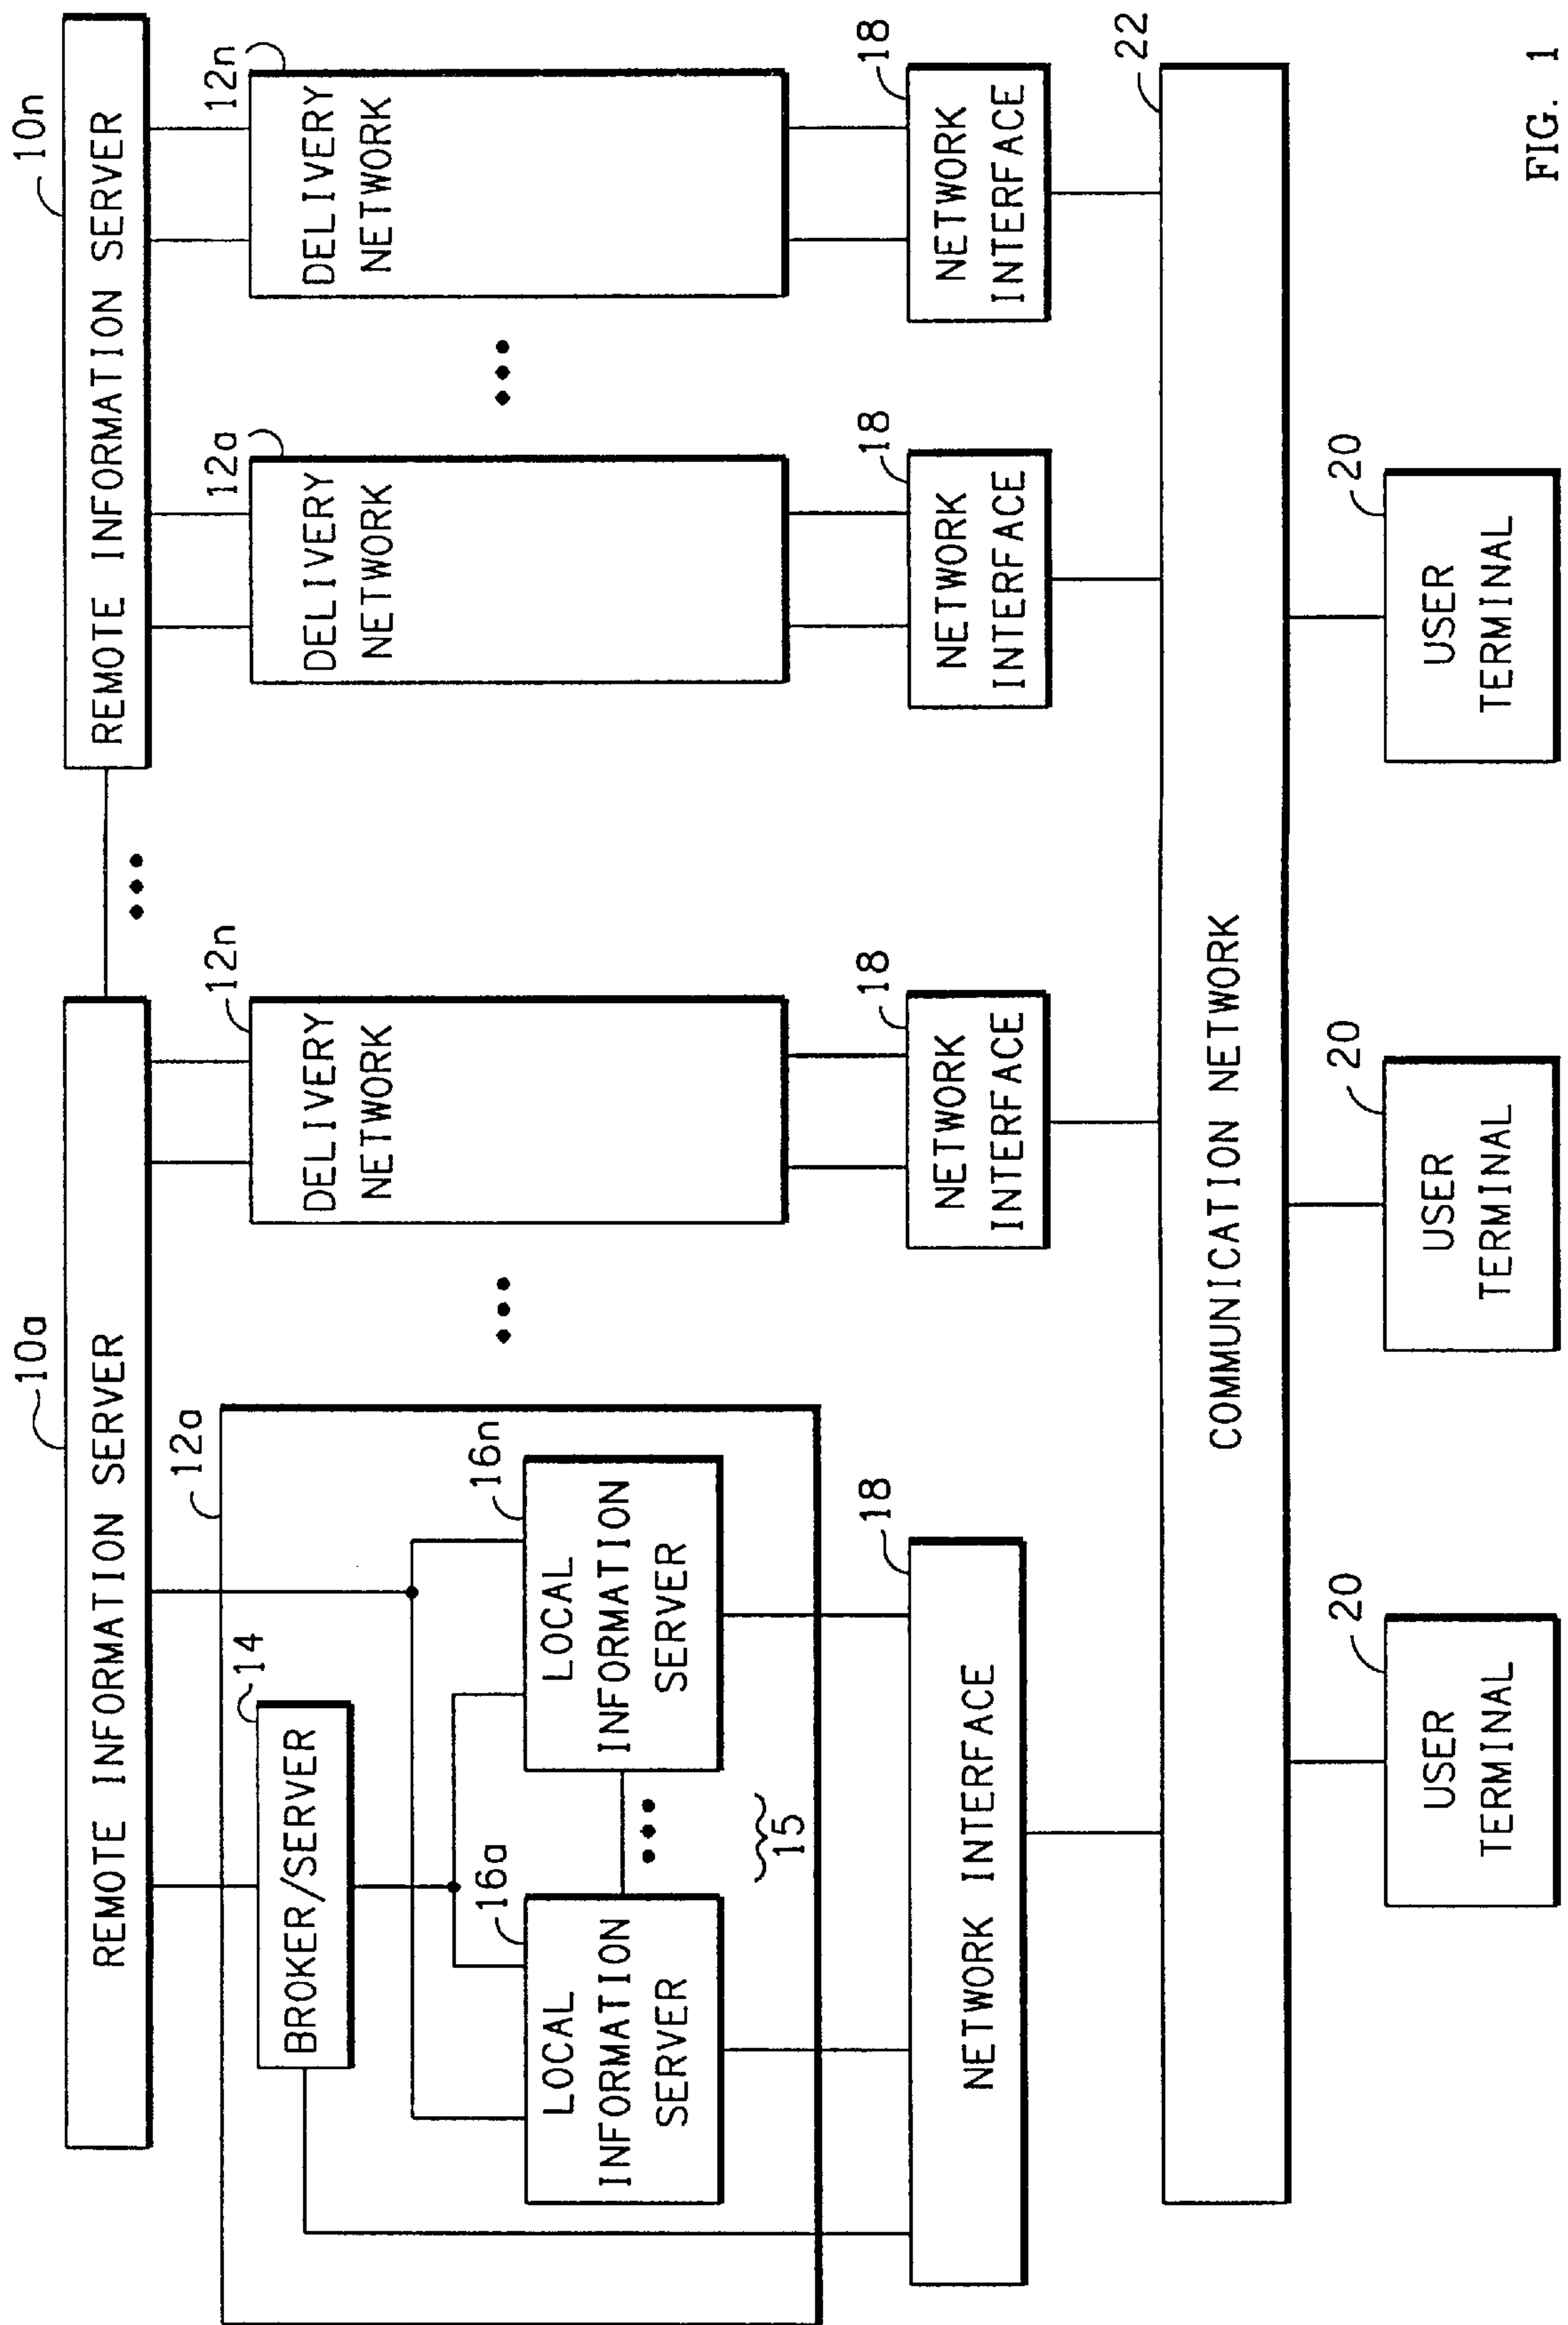 10a
10n
REMOTE INFORMATION SERVER
REMOTE INFORMATION SERVER
12a
12n
12a
12n
14
BROKER/SERVER
DELIVERY
NETWORK
DELIVERY
NETWORK
DELIVERY
NETWORK
16a
16n
LOCAL
INFORMATION
SERVER
LOCAL
INFORMATION
SERVER
15
18
18
18
18
NETWORK INTERFACE
NETWORK
INTERFACE
NETWORK
INTERFACE
NETWORK
INTERFACE
22
COMMUNICATION NETWORK
20
20
20
USER
TERMINAL
USER
TERMINAL
USER
TERMINAL
FIG. 1